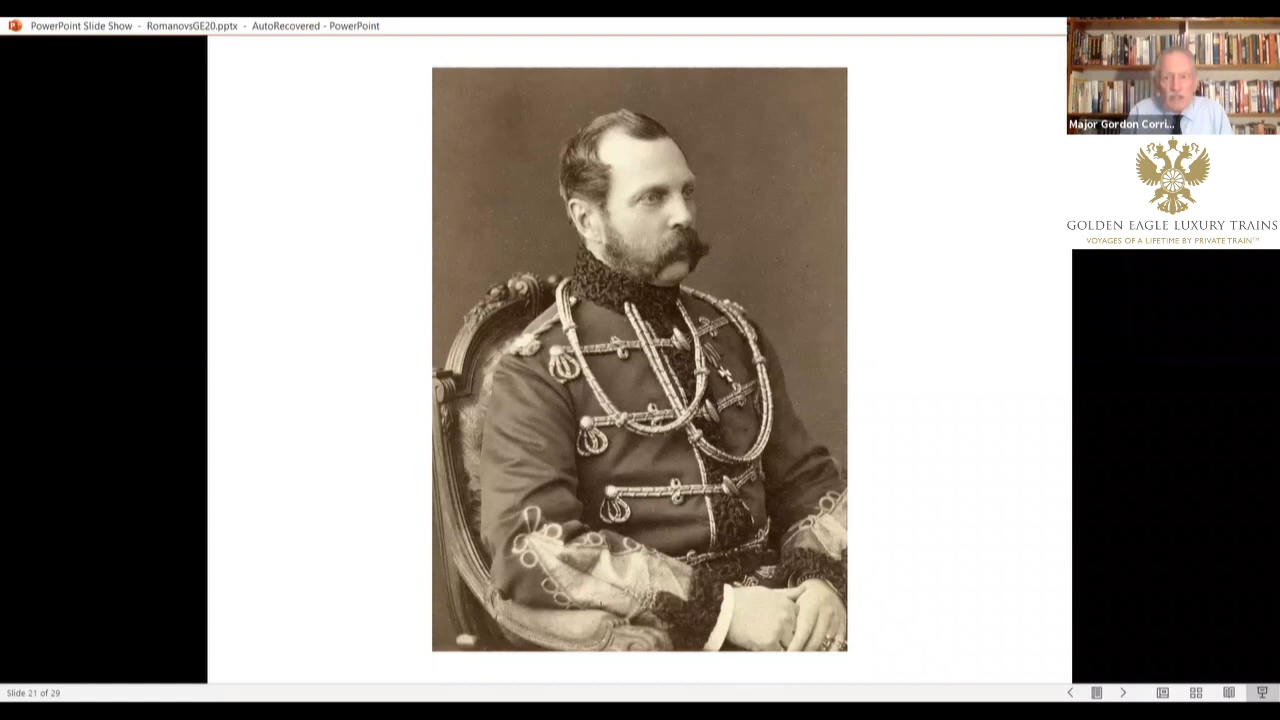 PowerPoint Slide Show - RomanovsGE20.pptx - AutoRecovered - PowerPoint
Major Gordon Corri...
GOLDEN EAGLE LUXURY TRAINS
VOYAGES OF A LIFETIME BY PRIVATE TRAIN™
Slide 21 of 29